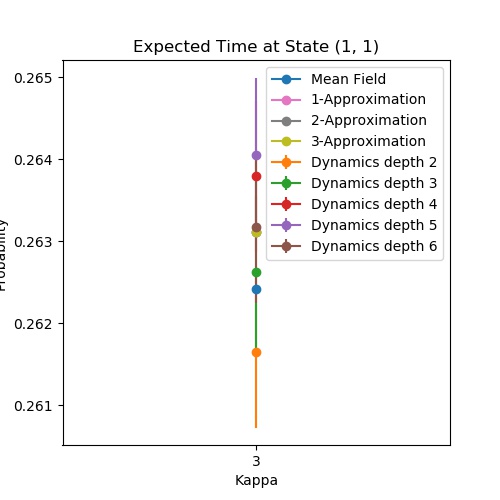 Expected Time at State (1, 1)
0.265
0.264
0.263
0.262
0.261
Probability
3
Kappa
Mean Field
1-Approximation
2-Approximation
3-Approximation
Dynamics depth 2
Dynamics depth 3
Dynamics depth 4
Dynamics depth 5
Dynamics depth 6